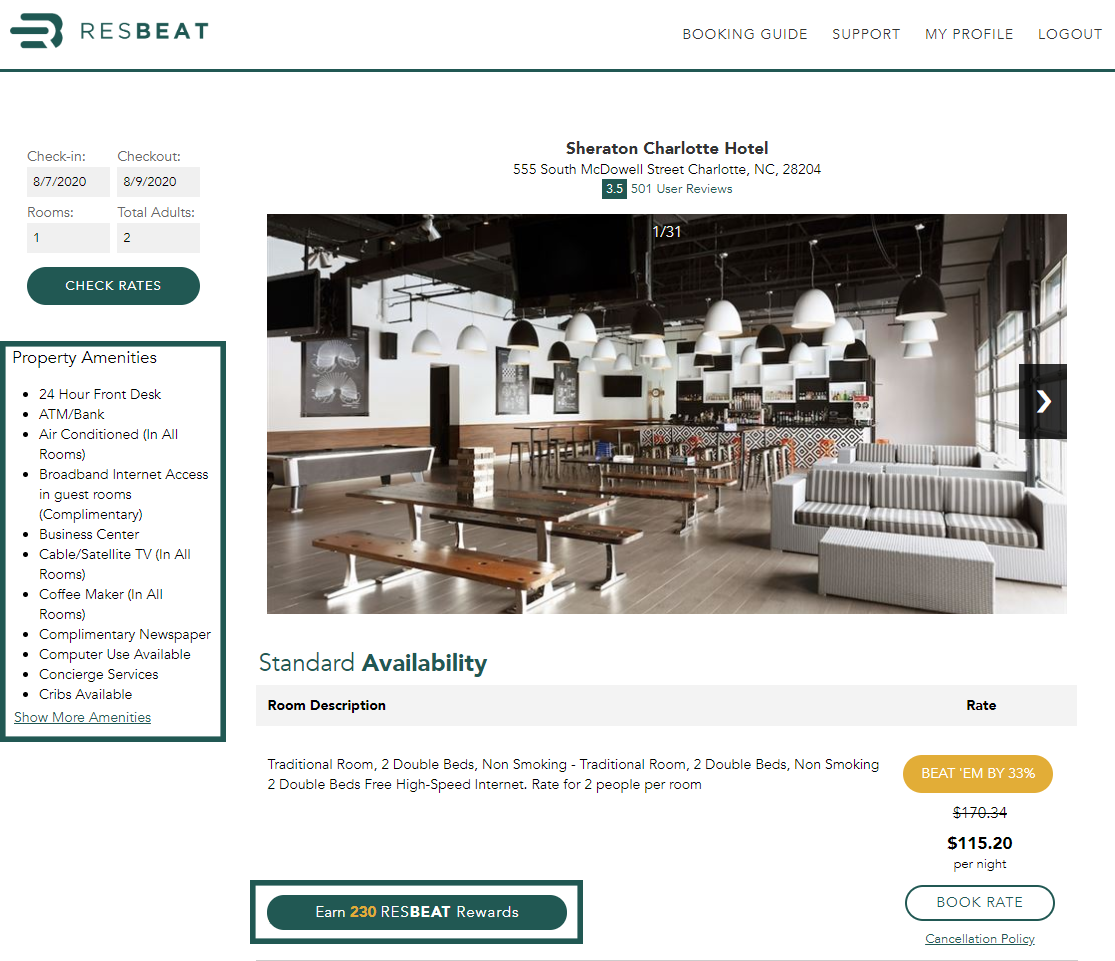 RESBEAT
BOOKING GUIDE
SUPPORT
MY PROFILE
LOGOUT
Check-in:
Checkout:
8/7/2020
8/9/2020
Rooms:
Total Adults:
1
2
CHECK RATES
Property Amenities
24 Hour Front Desk
ATM/Bank
Air Conditioned (In All
Rooms)
Broadband Internet Access
in guest rooms
(Complimentary)
Business Center
Cable/Satellite TV (In All
Rooms)
Coffee Maker (In All
Rooms)
Complimentary Newspaper
Computer Use Available
Concierge Services
Cribs Available
Show More Amenities
Sheraton Charlotte Hotel
555 South McDowell Street Charlotte, NC, 28204
3.5 501 User Reviews
1/31
Standard Availability
Room Description
Rate
Traditional Room, 2 Double Beds, Non Smoking - Traditional Room, 2 Double Beds, Non Smoking
2 Double Beds Free High-Speed Internet. Rate for 2 people per room
BEAT 'EM BY 33%
$170.34
$115.20
per night
Earn 230 RESBEAT Rewards
BOOK RATE
Cancellation Policy